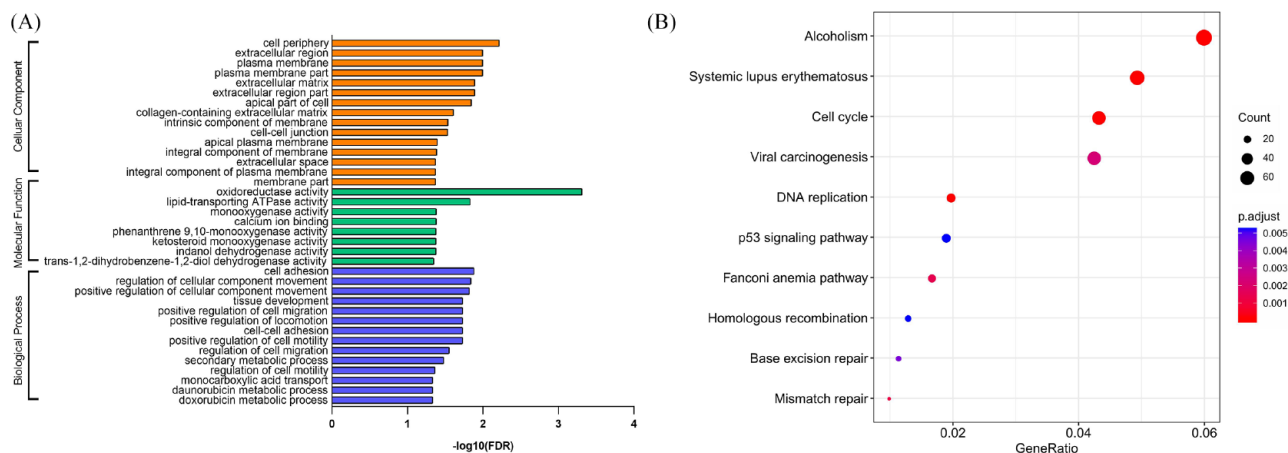 (A)
Celluar Component
Molecular Function
Biological Process
cell periphery
extracellular region
plasma membrane
plasma membrane part
extracellular matrix
extracellular region part
apical part of cell
collagen-containing extracellular matrix
intrinsic component of membrane
cell-cell junction
apical plasma membrane
integral component of membrane
extracellular space
integral component of plasma membrane
membrane part
oxidoreductase activity
lipid-transporting ATPase activity
monooxygenase activity
calcium ion binding
phenanthrene 9,10-monooxygenase activity
ketosteroid monooxygenase activity
indanol dehydrogenase activity
trans-1,2-dihydrobenzene-1,2-diol dehydrogenase activity
cell adhesion
regulation of cellular component movement
positive regulation of cellular component movement
tissue development
positive regulation of cell migration
positive regulation of locomotion
cell-cell adhesion
positive regulation of cell motility
regulation of cell migration
secondary metabolic process
regulation of cell motility
monocarboxylic acid transport
daunorubicin metabolic process
doxorubicin metabolic process
0 1 2 3 4
-log10(FDR)
(B)
Alcoholism
Systemic lupus erythematosus
Cell cycle
Viral carcinogenesis
DNA replication
p53 signaling pathway
Fanconi anemia pathway
Homologous recombination
Base excision repair
Mismatch repair
0.02 0.04 0.06
GeneRatio
Count
20
40
60
p.adjust
0.005
0.004
0.003
0.002
0.001